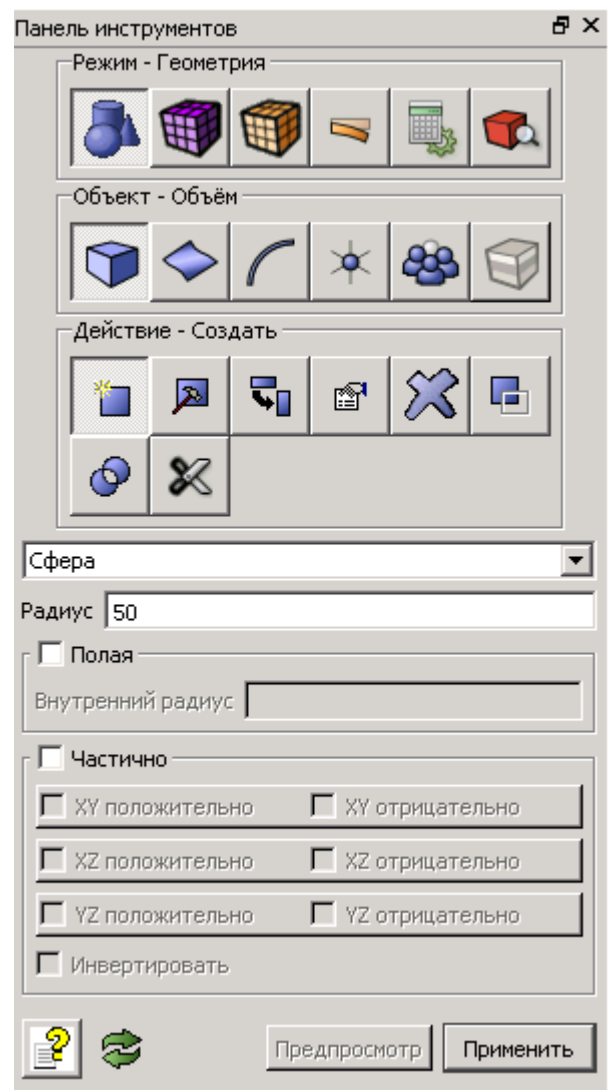 Панель инструментов
Режим - Геометрия
Объект - Объём
Действие - Создать
Сфера
Радиус 50
Полая
Внутренний радиус
Частично
XY положительно XY отрицательно
XZ положительно XZ отрицательно
YZ положительно YZ отрицательно
Инвертировать
Предпросмотр Применить